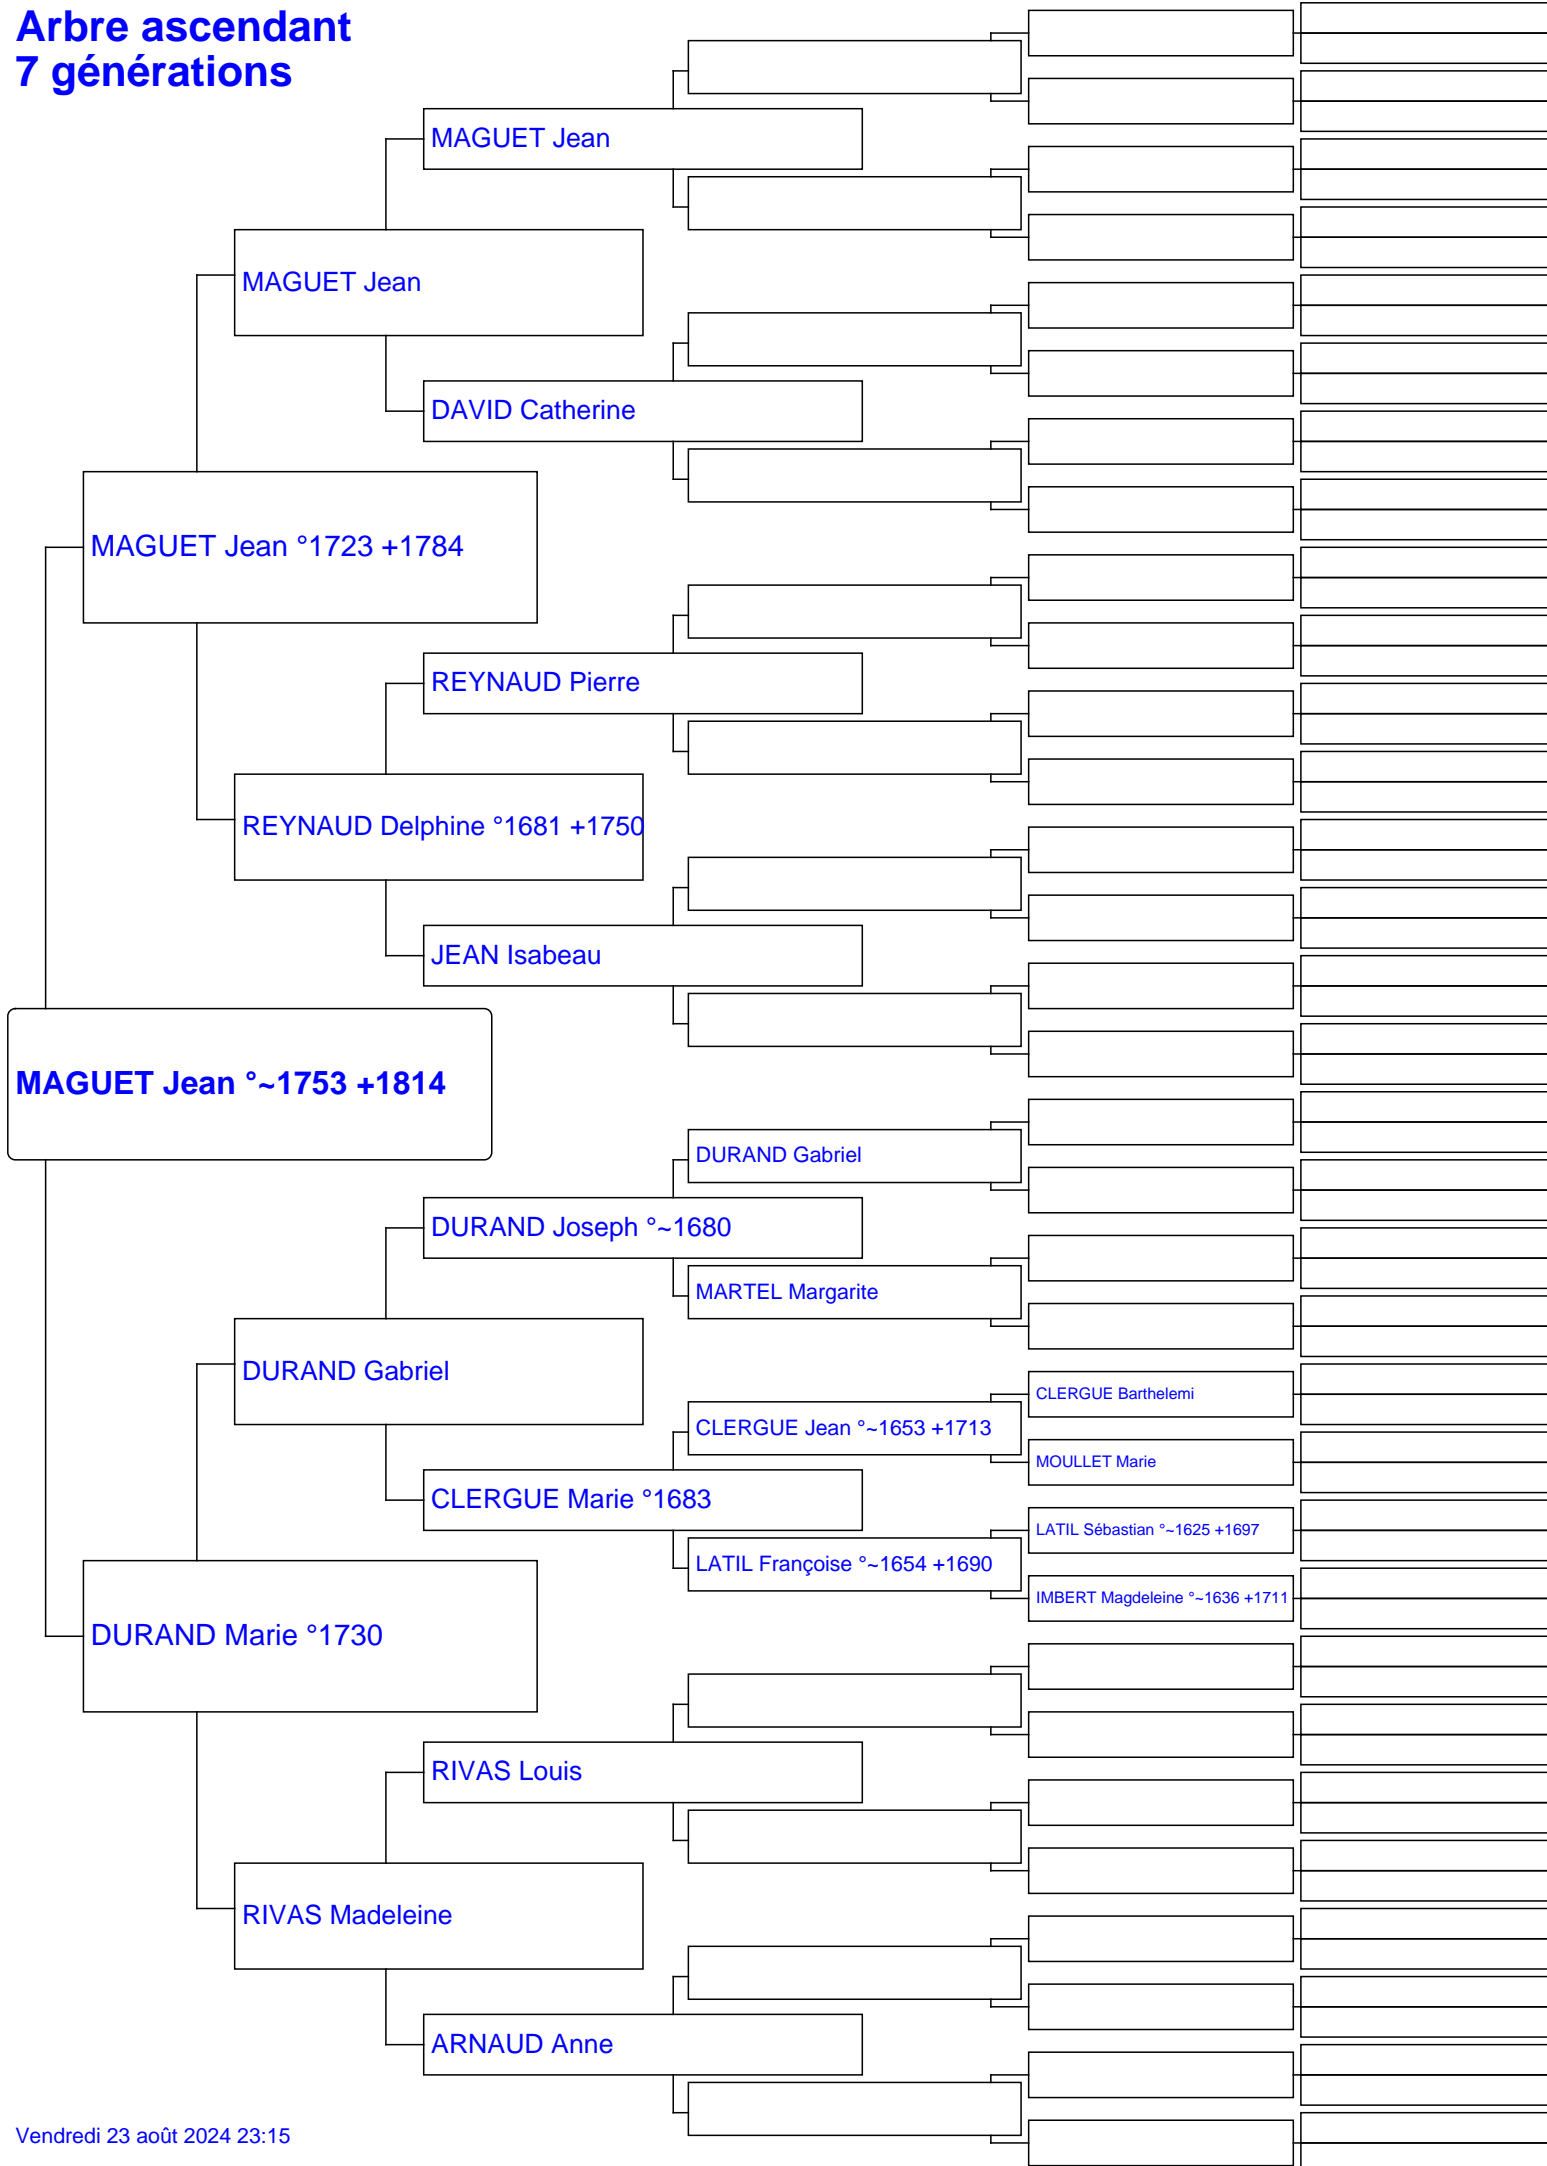 Arbre ascendant
7 générations
MAGUET Jean
MAGUET Jean
DAVID Catherine
MAGUET Jean °1723 +1784
REYNAUD Pierre
REYNAUD Delphine °1681 +1750
JEAN Isabeau
MAGUET Jean °~1753 +1814
DURAND Gabriel
DURAND Joseph °~1680
MARTEL Margarite
DURAND Gabriel
CLERGUE Barthelemi
CLERGUE Jean °~1653 +1713
MOULLET Marie
CLERGUE Marie °1683
LATIL Sébastian °~1625 +1697
LATIL Françoise °~1654 +1690
IMBERT Magdeleine °~1636 +1711
DURAND Marie °1730
RIVAS Louis
RIVAS Madeleine
ARNAUD Anne
Vendredi 23 août 2024 23:15